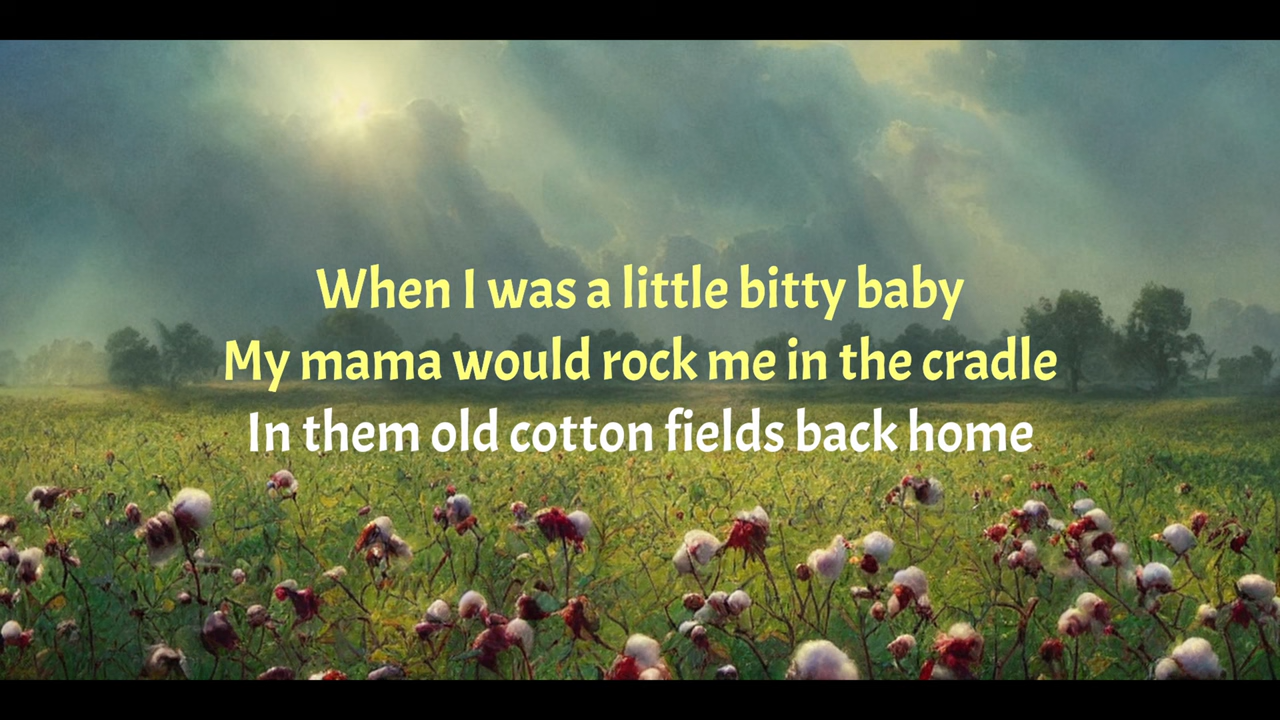 When I was a little bitty baby
My mama would rock me in the cradle
In them old cotton fields back home